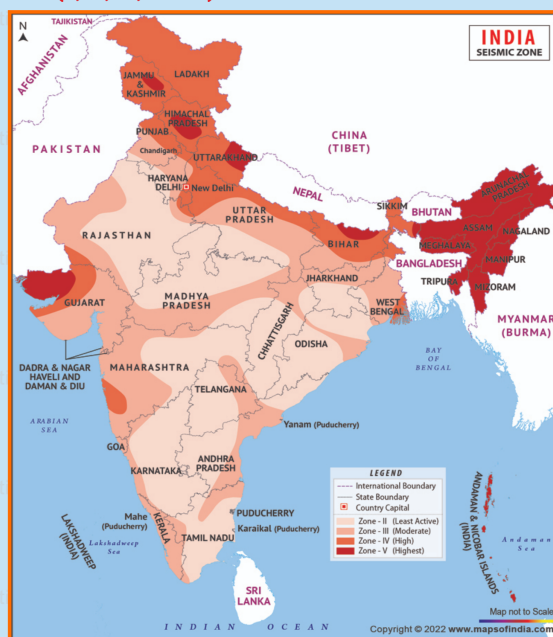 TAJIKISTAN
N
INDIA
SEISMIC ZONE
AFGHANISTAN
LADAKH
JAMMU
&
KASHMIR
HIMACHAL
PRADESH
PUNJAB
CHINA
(TIBET)
PAKISTAN
Chandigarh
UTTARAKHAND
HARYANA
DELHI
New Delhi
NEPAL
ARUNACHAL
PRADESH
SIKKIM
BHUTAN
UTTAR
PRADESH
RAJASTHAN
ASSAM
NAGALAND
BIHAR
MEGHALAYA
BANGLADESH
MANIPUR
TRIPURA
MIZORAM
JHARKHAND
GUJARAT
MADHYA
PRADESH
WEST
BENGAL
CHHATTISGARH
MYANMAR
(BURMA)
ODISHA
DADRA & NAGAR
HAVELI AND
DAMAN & DIU
MAHARASHTRA
BAY
OF
BENGAL
TELANGANA
ARABIAN
SEA
Yanam (Puducherry)
GOA
ANDHRA
PRADESH
KARNATAKA
LEGEND
International Boundary
State Boundary
Country Capital
Zone - II (Least Active)
Zone - III (Moderate)
Zone - IV (High)
Zone - V (Highest)
ANDAMAN & NICOBAR ISLANDS
(INDIA)
Andaman
Sea
PUDUCHERRY
Mahe
(Puducherry)
Karaikal (Puducherry)
KERALA
TAMIL NADU
LAKSHADWEEP
(INDIA)
Lakshadweep
Sea
SRI
LANKA
Map not to Scale
INDIAN OCEAN
Copyright © 2022 www.mapsofindia.com